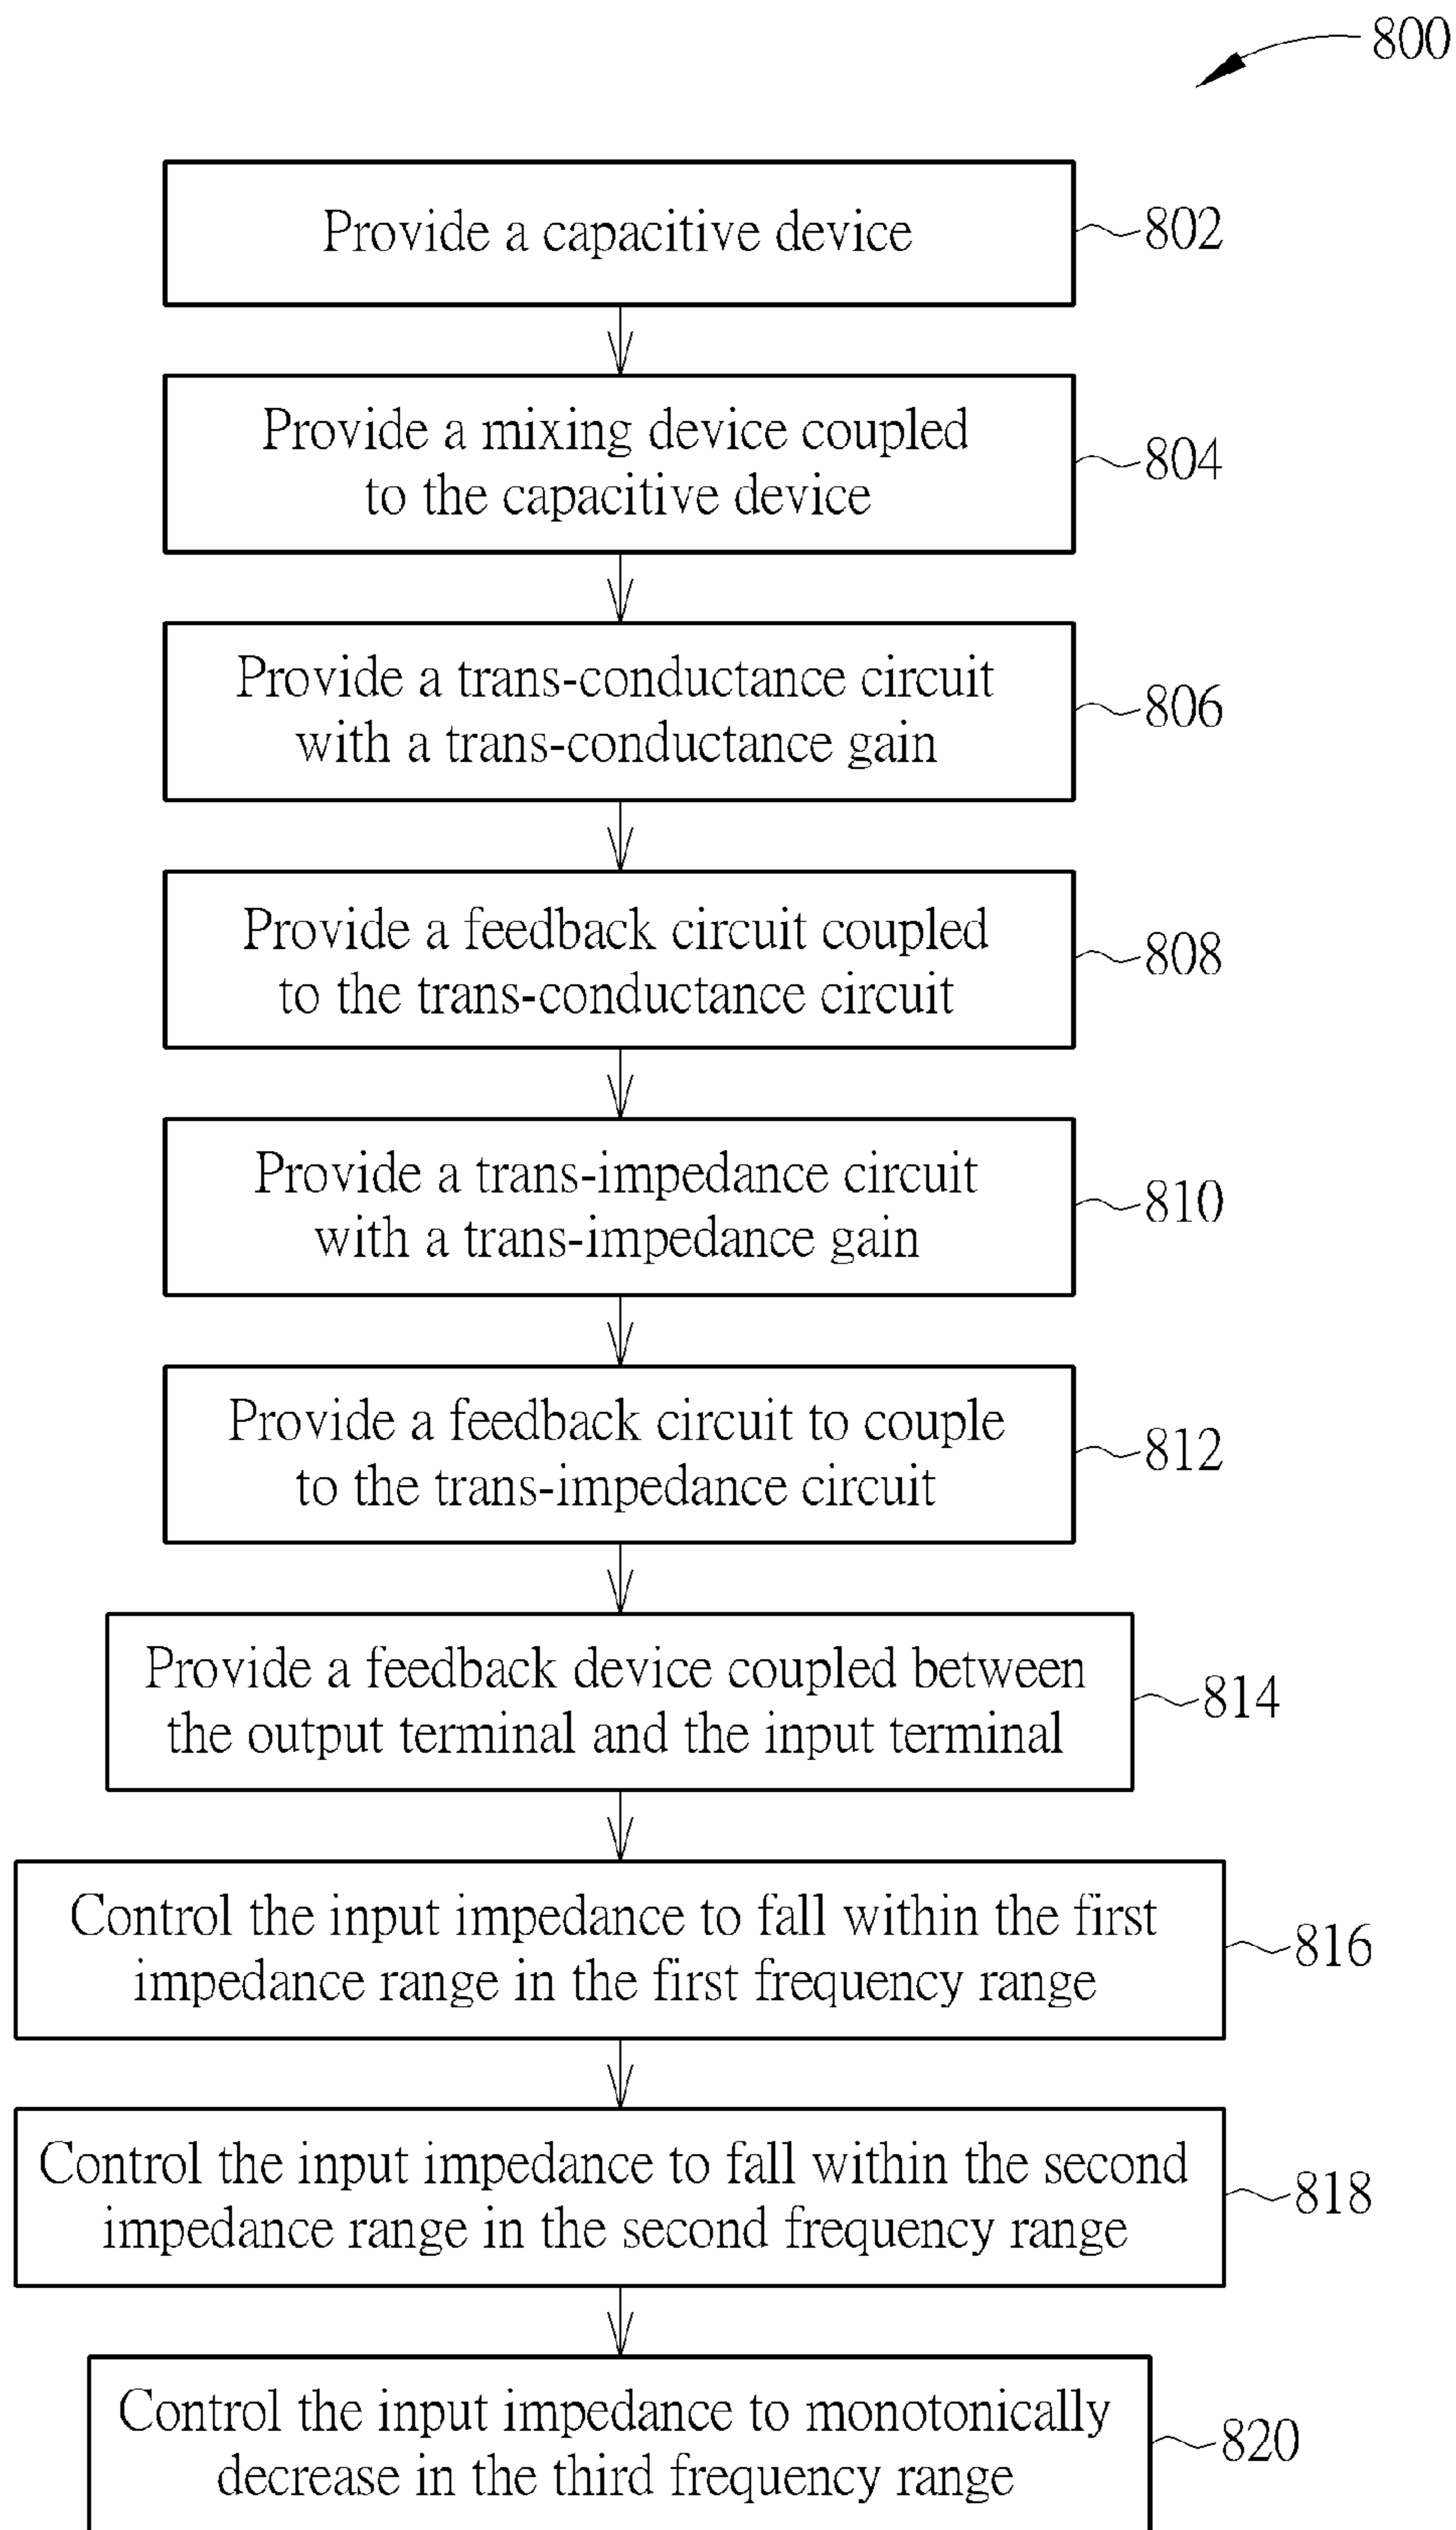 800
Provide a capacitive device
802
Provide a mixing device coupled
to the capacitive device
804
Provide a trans-conductance circuit
with a trans-conductance gain
806
Provide a feedback circuit coupled
to the trans-conductance circuit
808
Provide a trans-impedance circuit
with a trans-impedance gain
810
Provide a feedback circuit to couple
to the trans-impedance circuit
812
Provide a feedback device coupled between
the output terminal and the input terminal
814
Control the input impedance to fall within the first
impedance range in the first frequency range
816
Control the input impedance to fall within the second
impedance range in the second frequency range
818
Control the input impedance to monotonically
decrease in the third frequency range
820